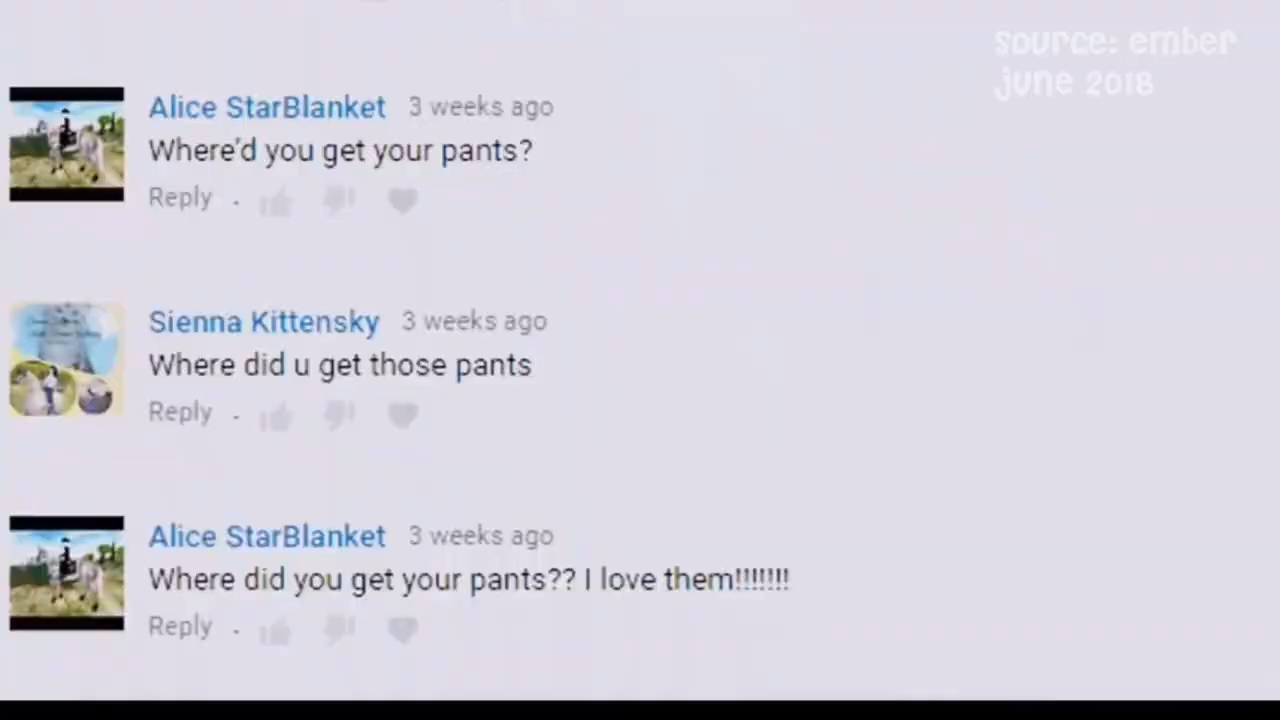 source: ember
june 2018
Alice StarBlanket 3 weeks ago
Where'd you get your pants?
Reply .
Sienna Kittensky 3 weeks ago
Where did u get those pants
Reply .
Alice StarBlanket 3 weeks ago
Where did you get your pants?? I love them!!!!!!!
Reply .